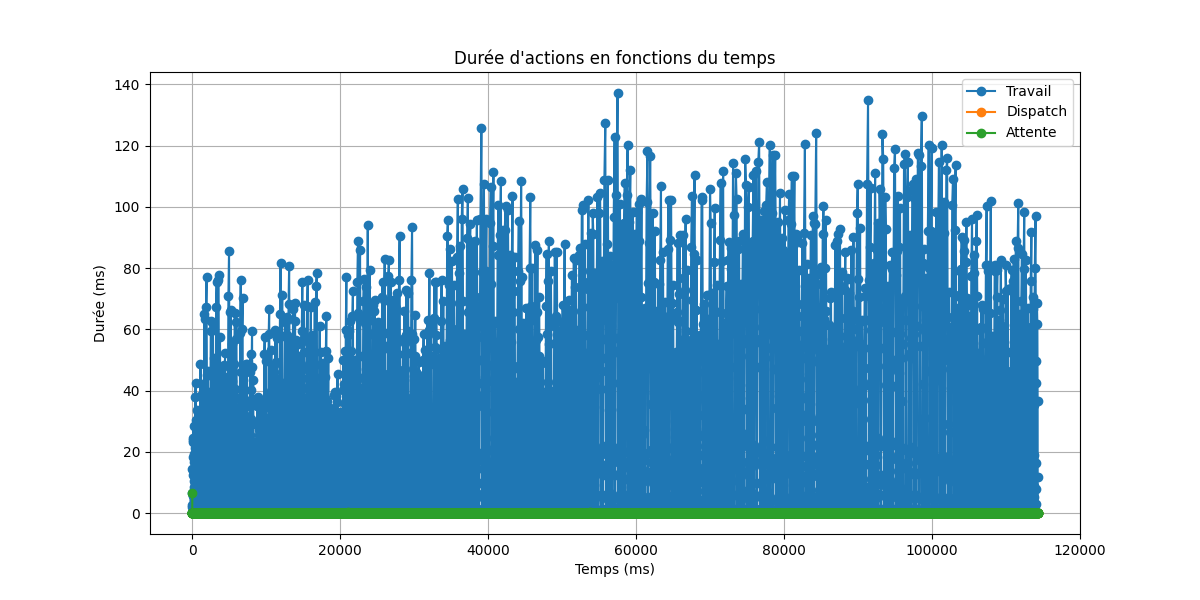 Durée d'actions en fonctions du temps
Travail
Dispatch
Attente
Durée (ms)
140
120
100
80
60
40
20
0
0 20000 40000 60000 80000 100000 120000
Temps (ms)